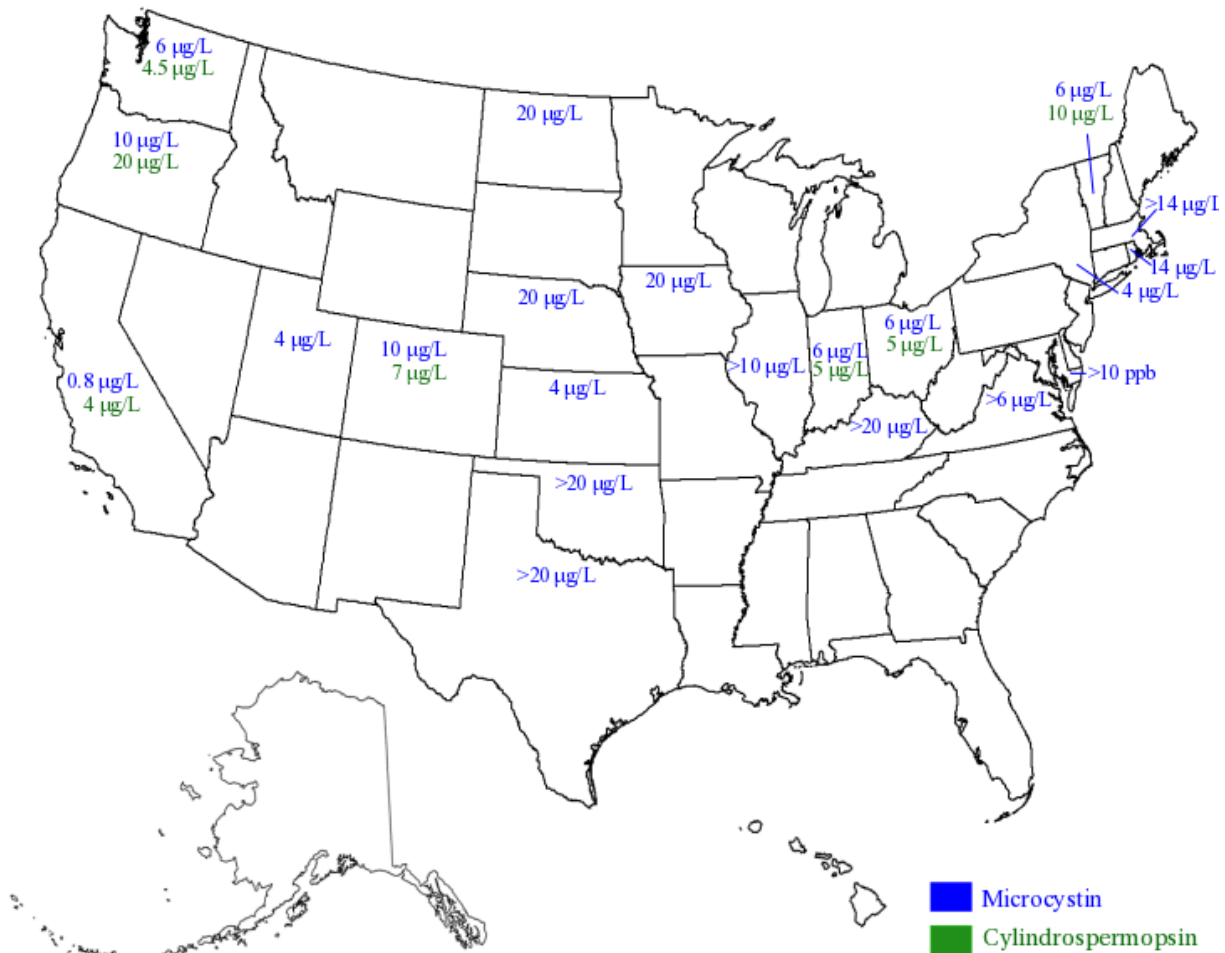 6 µg/L
4.5 µg/L
10 µg/L
20 µg/L
20 µg/L
6 µg/L
10 µg/L
>14 µg/L
14 µg/L
4 µg/L
20 µg/L
20 µg/L
4 µg/L
10 µg/L
7 µg/L
0.8 µg/L
4 µg/L
4 µg/L
>10 µg/L
6 µg/L
5 µg/L
6 µg/L
5 µg/L
>10 ppb
>6 µg/L
>20 µg/L
>20 µg/L
>20 µg/L
Microcystin
Cylindrospermopsin